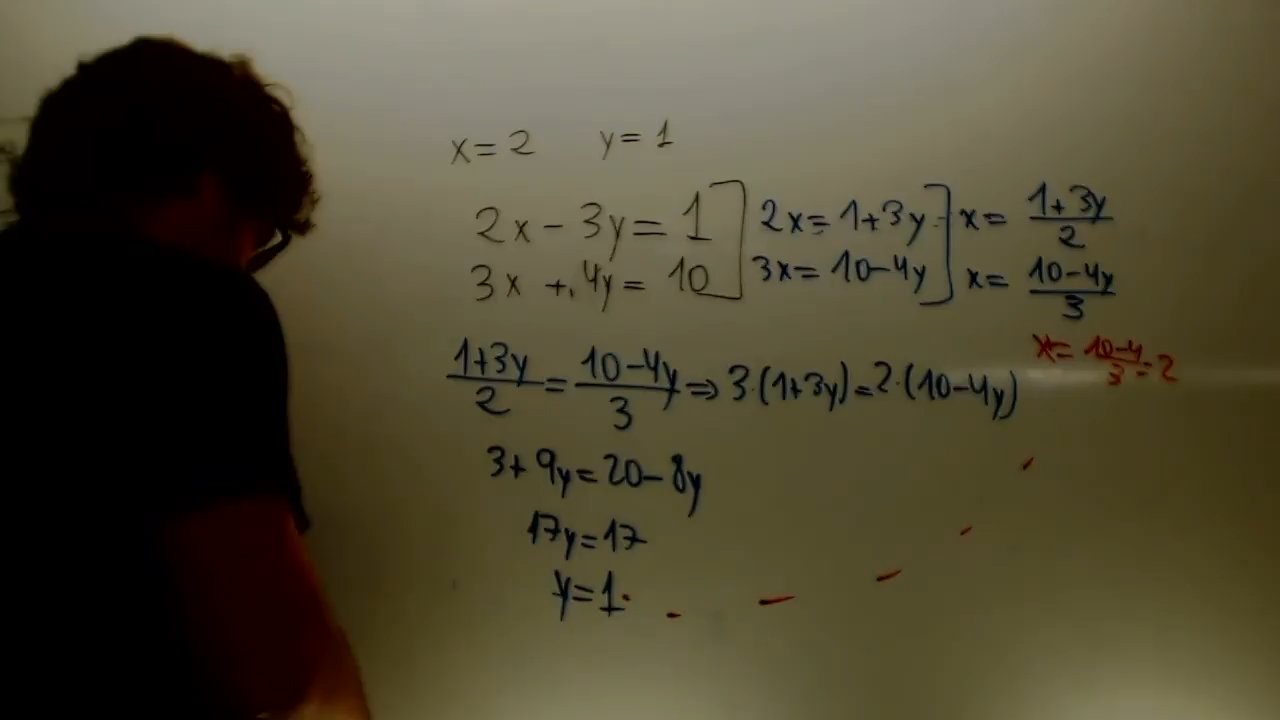 x = 2 y = 1
2x - 3y = 1] 2x = 1 + 3y] x = (1+3y)/2
3x + 4y = 10] 3x = 10 - 4y] x = (10-4y)/3
x = (10-4)/3 = 2
(1+3y)/2 = (10-4y)/3 ⇒ 3·(1+3y) = 2·(10-4y)
3 + 9y = 20 - 8y
17y = 17
y = 1